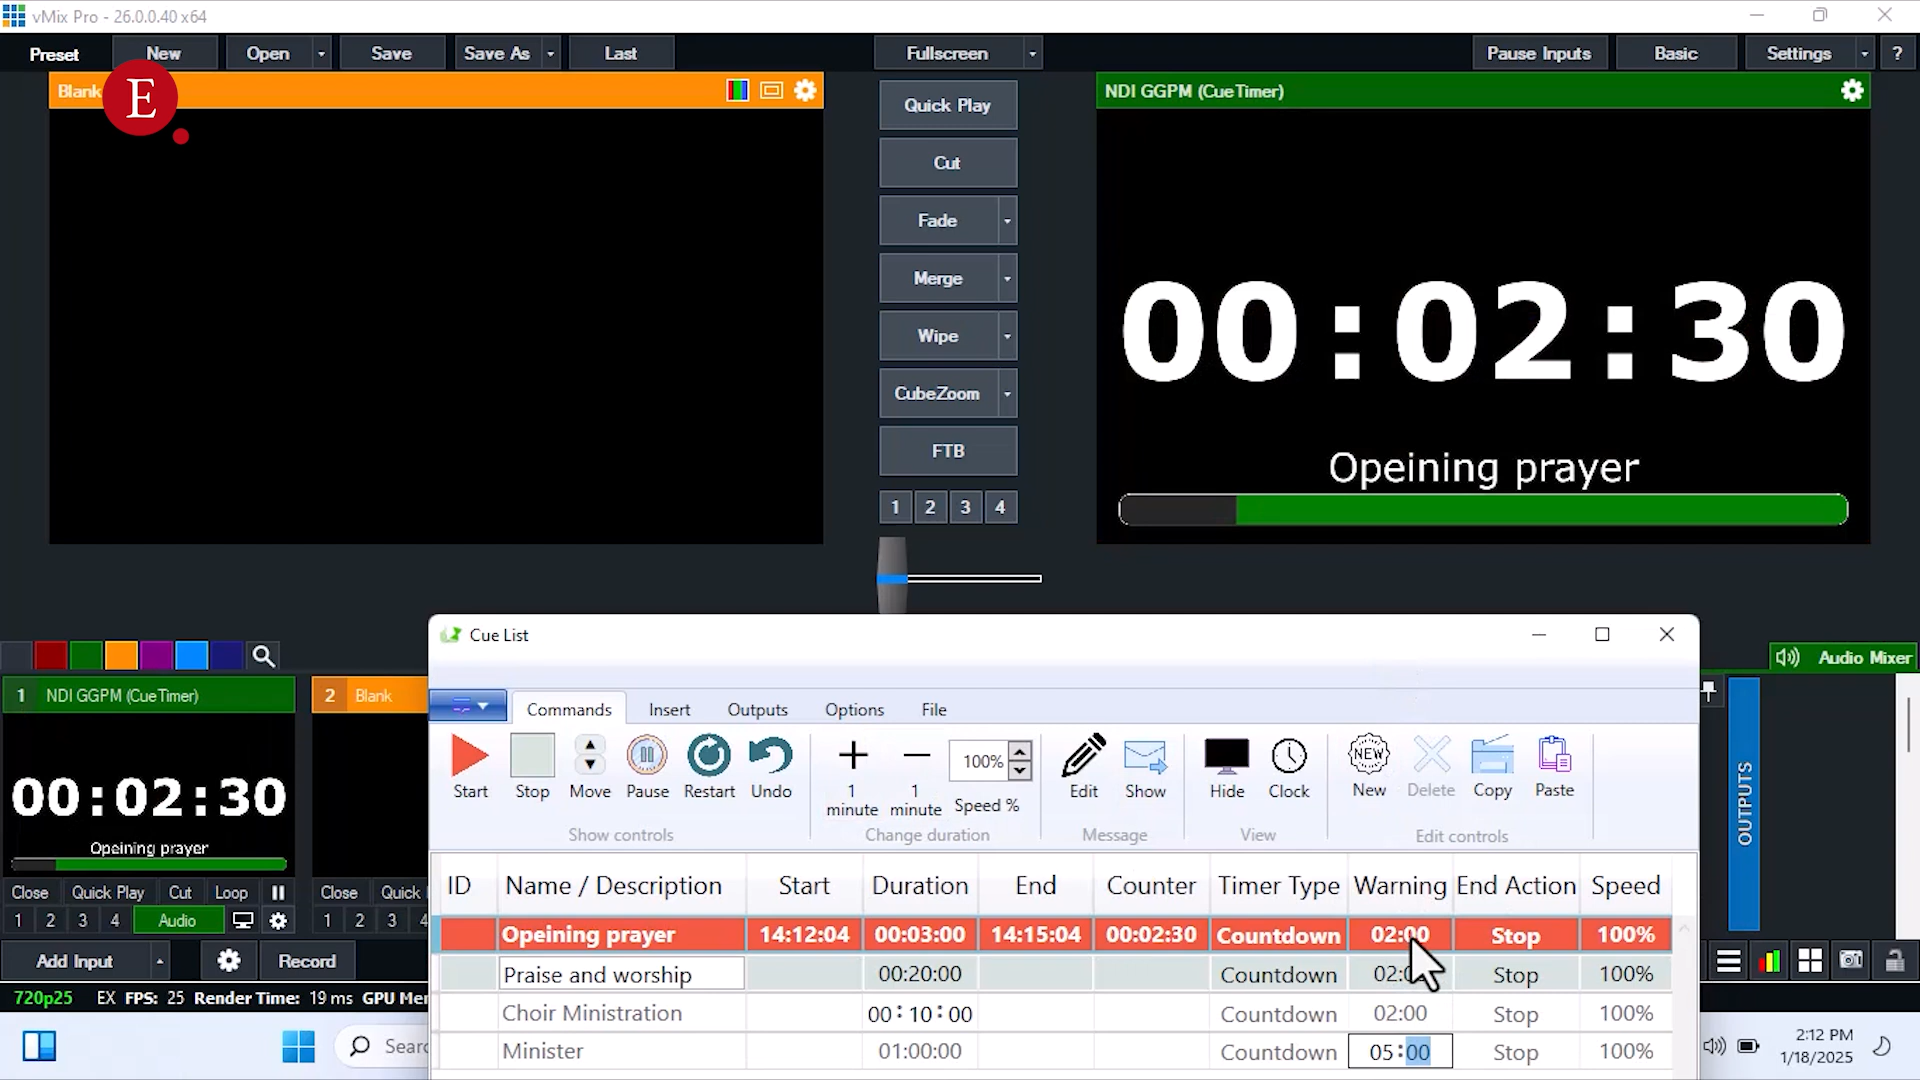 vMix Pro - 26.0.0.40 x64
Preset New Open Save Save As Last Fullscreen Pause Inputs Basic Settings ?
Blank
E
NDI GGPM (CueTimer)
Quick Play
Cut
Fade
Merge
Wipe
CubeZoom
FTB
1 2 3 4
00:02:30
Opeining prayer
Audio Mixer
1 NDI GGPM (CueTimer)
2 Blank
00:02:30
Opeining prayer
Close Quick Play Cut Loop
Close Quick
1 2 3 4 Audio
1 2 3 4
Add Input Record
720p25 EX FPS: 25 Render Time: 19 ms GPU Mem
OUTPUTS
Cue List
Commands Insert Outputs Options File
Start Stop Move Pause Restart Undo
1 minute
1 minute
100%
Speed %
Edit Show Hide Clock
NEW
New Delete Copy Paste
Show controls Change duration Message View Edit controls
ID Name / Description Start Duration End Counter Timer Type Warning End Action Speed
Opeining prayer 14:12:04 00:03:00 14:15:04 00:02:30 Countdown 02:00 Stop 100%
Praise and worship 00:20:00 Countdown 02:0 Stop 100%
Choir Ministration 00:10:00 Countdown 02:00 Stop 100%
Minister 01:00:00 Countdown 05:00 Stop 100%
Searc
2:12 PM
1/18/2025